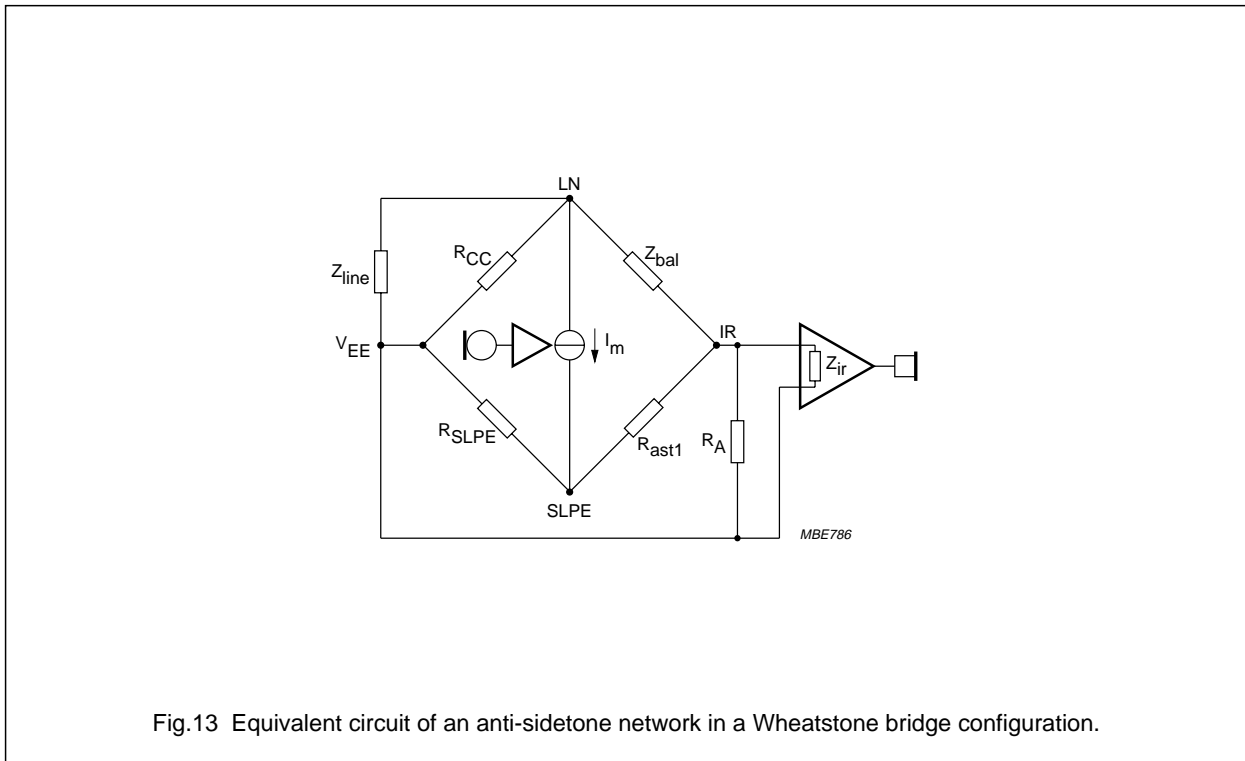 LN
R_CC
Z_bal
Z_line
V_EE
I_m
IR
Z_ir
R_SLPE
R_ast1
R_A
SLPE
MBE786
Fig.13 Equivalent circuit of an anti-sidetone network in a Wheatstone bridge configuration.